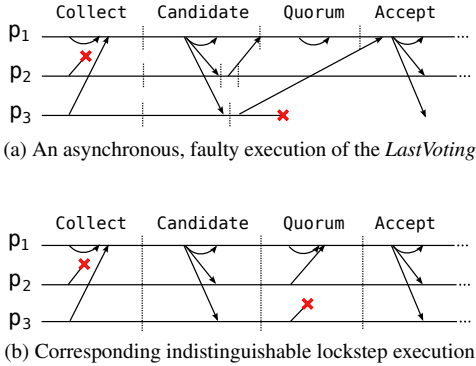 Collect Candidate Quorum Accept
p1
p2
p3
(a) An asynchronous, faulty execution of the LastVoting
Collect Candidate Quorum Accept
p1
p2
p3
(b) Corresponding indistinguishable lockstep execution